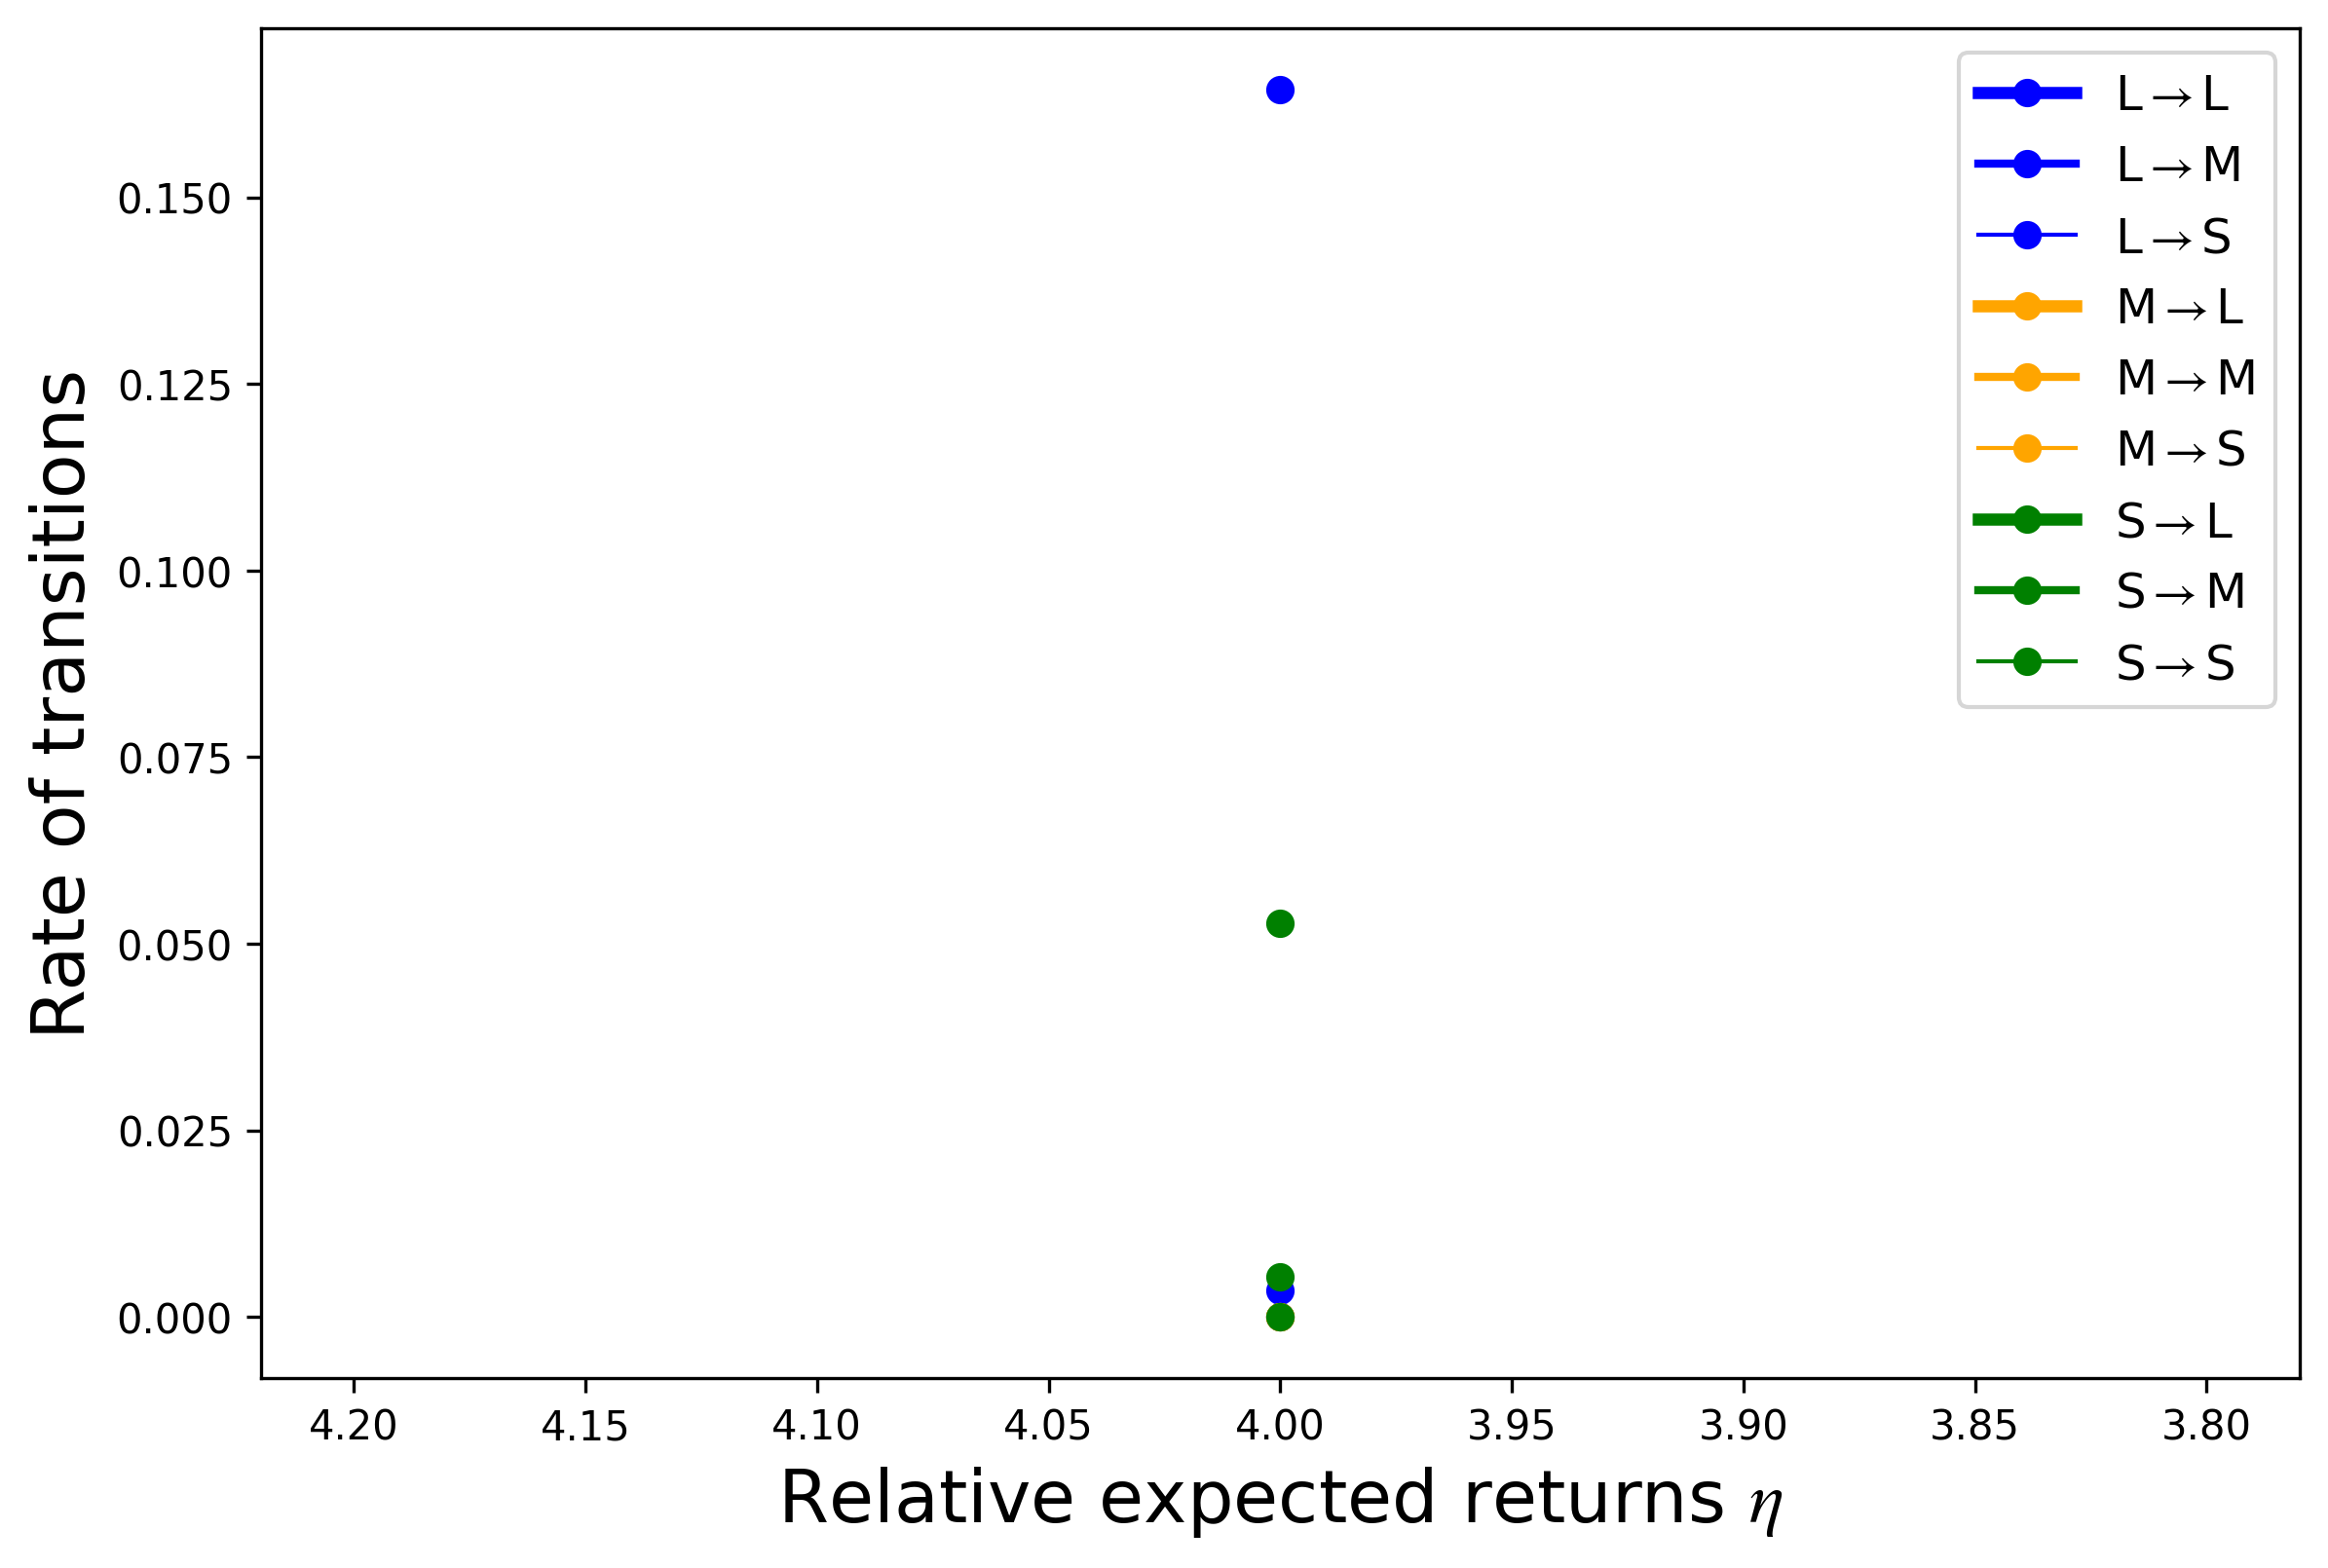 L→L
L→M
L→S
M→L
M→M
M→S
S→L
S→M
S→S
Rate of transitions
0.150
0.125
0.100
0.075
0.050
0.025
0.000
4.20 4.15 4.10 4.05 4.00 3.95 3.90 3.85 3.80
Relative expected returns η